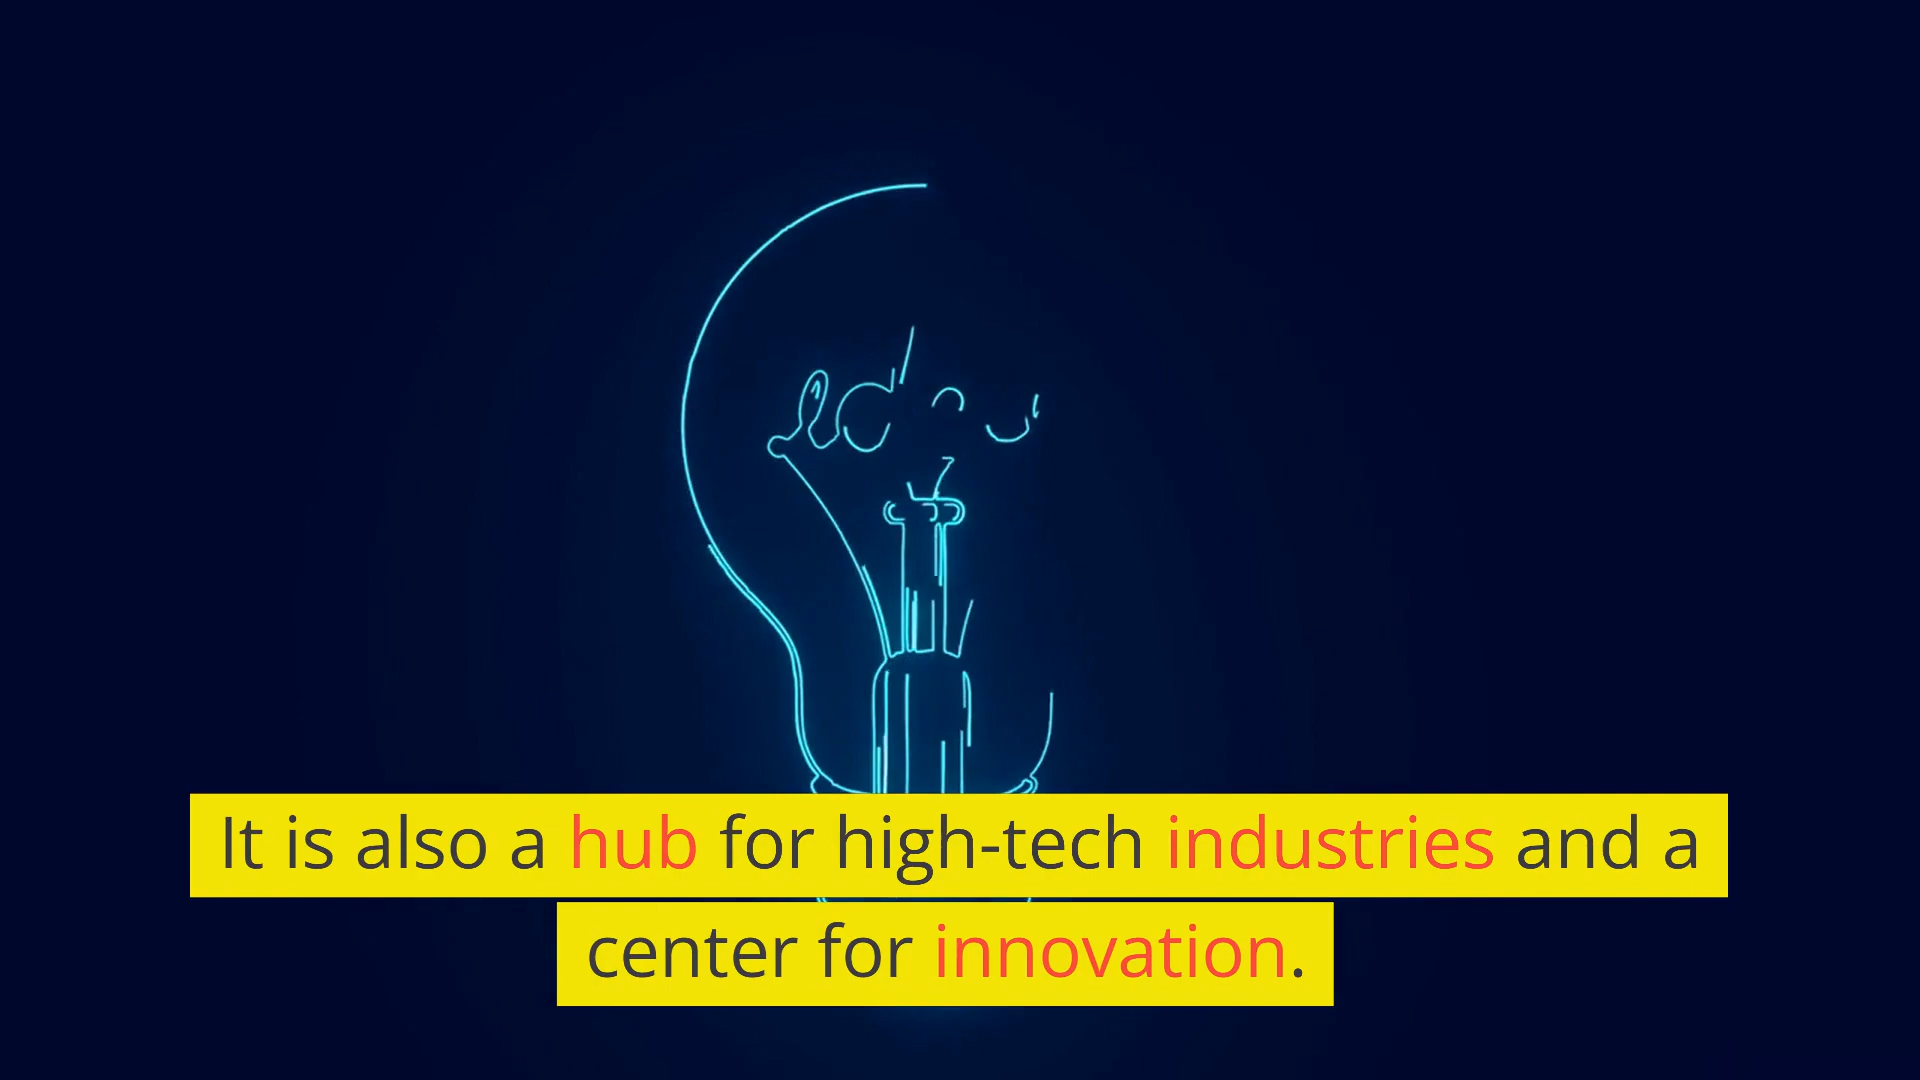 It is also a hub for high-tech industries and a
center for innovation.